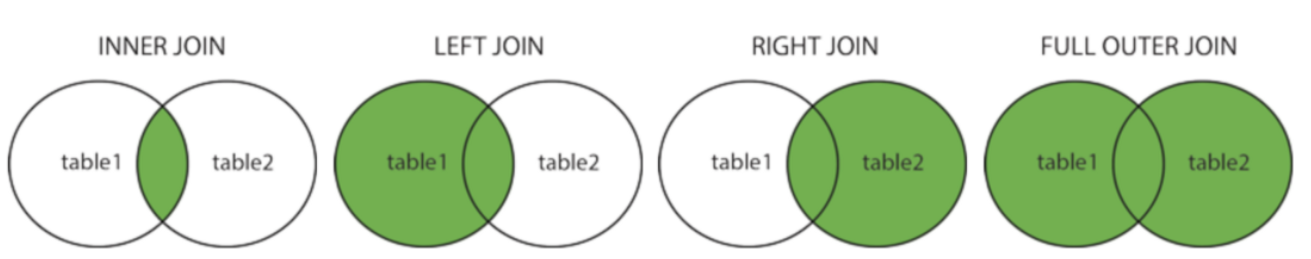 INNER JOIN
table1 table2
LEFT JOIN
table1 table2
RIGHT JOIN
table1 table2
FULL OUTER JOIN
table1 table2